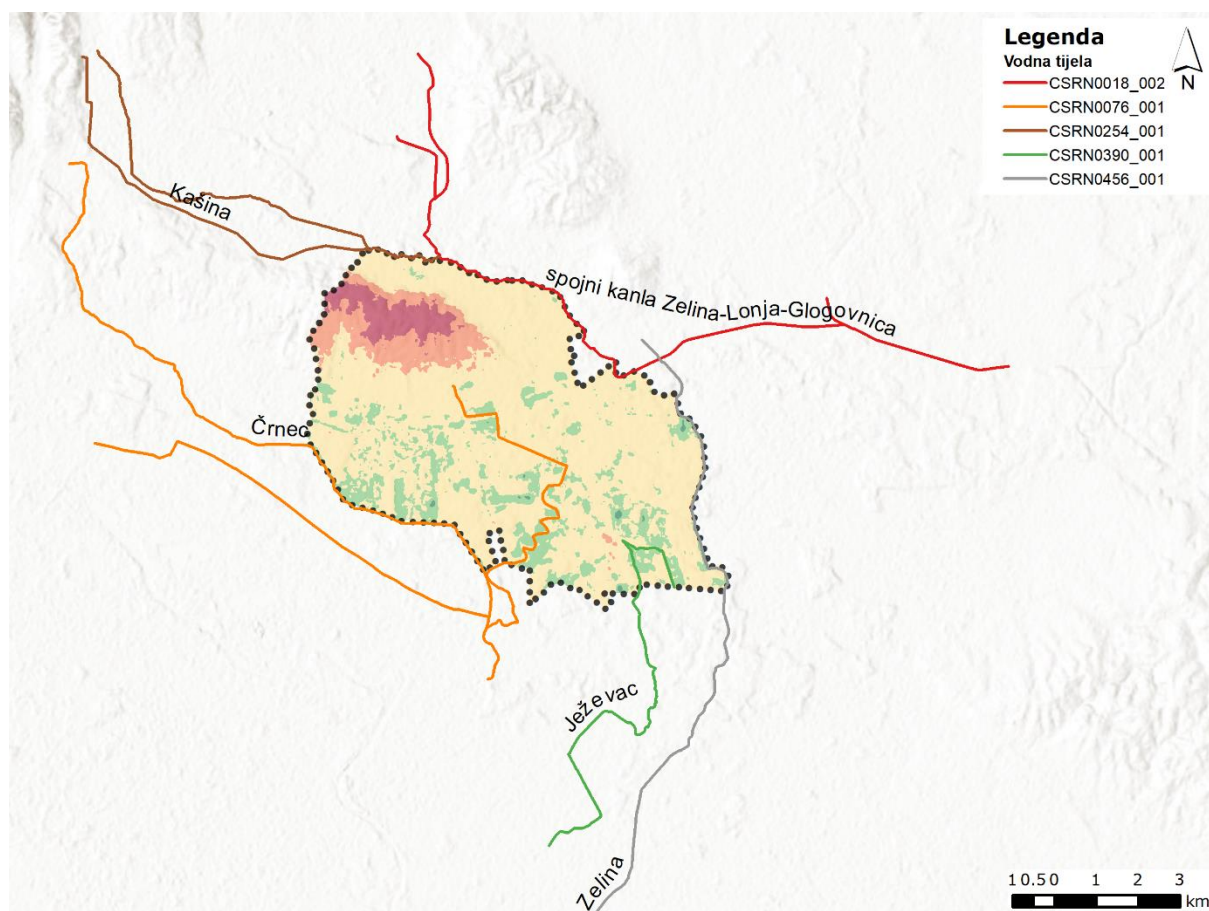 Legenda
Vodna tijela
CSRN0018_002
CSRN0076_001
CSRN0254_001
CSRN0390_001
CSRN0456_001
N
Kašina
spojni kanla Zelina-Lonja-Glogovnica
Črnec
Ježevac
Zelina
1 0.5 0 1 2 3
km